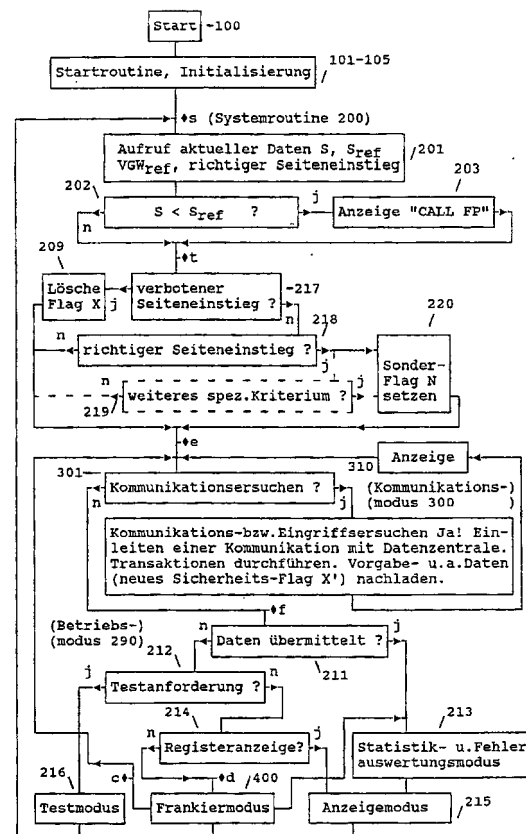 Start
100
Startroutine, Initialisierung
101-105
s (Systemroutine 200)
Aufruf aktueller Daten S, Sref
VGWref, richtiger Seiteneinstieg
201
202
203
S < Sref ?
j
n
Anzeige "CALL FP"
t
209
Lösche
Flag X
j
verbotener
Seiteneinstieg ?
217
n
218
220
n
richtiger Seiteneinstieg ?
j
Sonder-
Flag N
setzen
n
219
weiteres spez.Kriterium ?
j
e
310
Anzeige
301
Kommunikationsersuchen ?
n
j
(Kommunikations-)
(modus 300 )
Kommunikations-bzw.Eingriffsersuchen Ja! Ein-
leiten einer Kommunikation mit Datenzentrale.
Transaktionen durchführen. Vorgabe- u.a.Daten
(neues Sicherheits-Flag X') nachladen.
f
(Betriebs-)
(modus 290)
n
Daten übermittelt ?
j
211
212
j
Testanforderung ?
n
214
213
n
Registeranzeige?
j
Statistik- u.Fehler
auswertungsmodus
216
c
d
400
Testmodus
Frankiermodus
Anzeigemodus
215